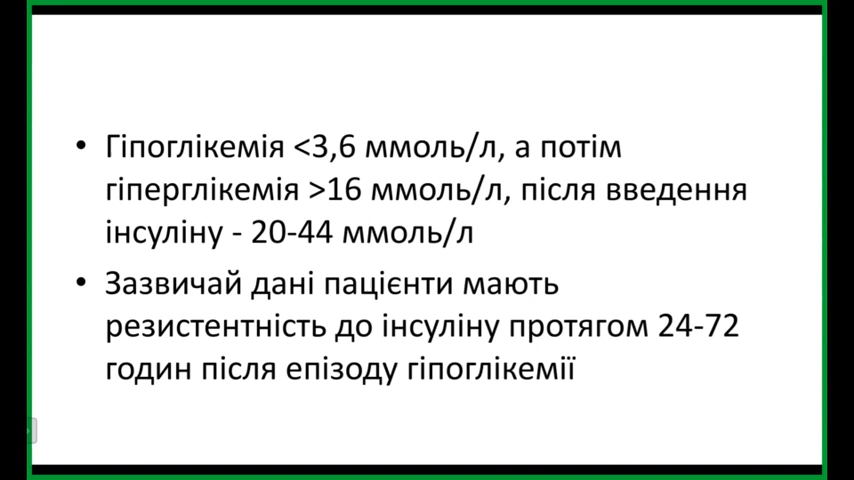 • Гіпоглікемія <3,6 ммоль/л, а потім
гіперглікемія >16 ммоль/л, після введення
інсуліну - 20-44 ммоль/л
• Зазвичай дані пацієнти мають
резистентність до інсуліну протягом 24-72
годин після епізоду гіпоглікемії